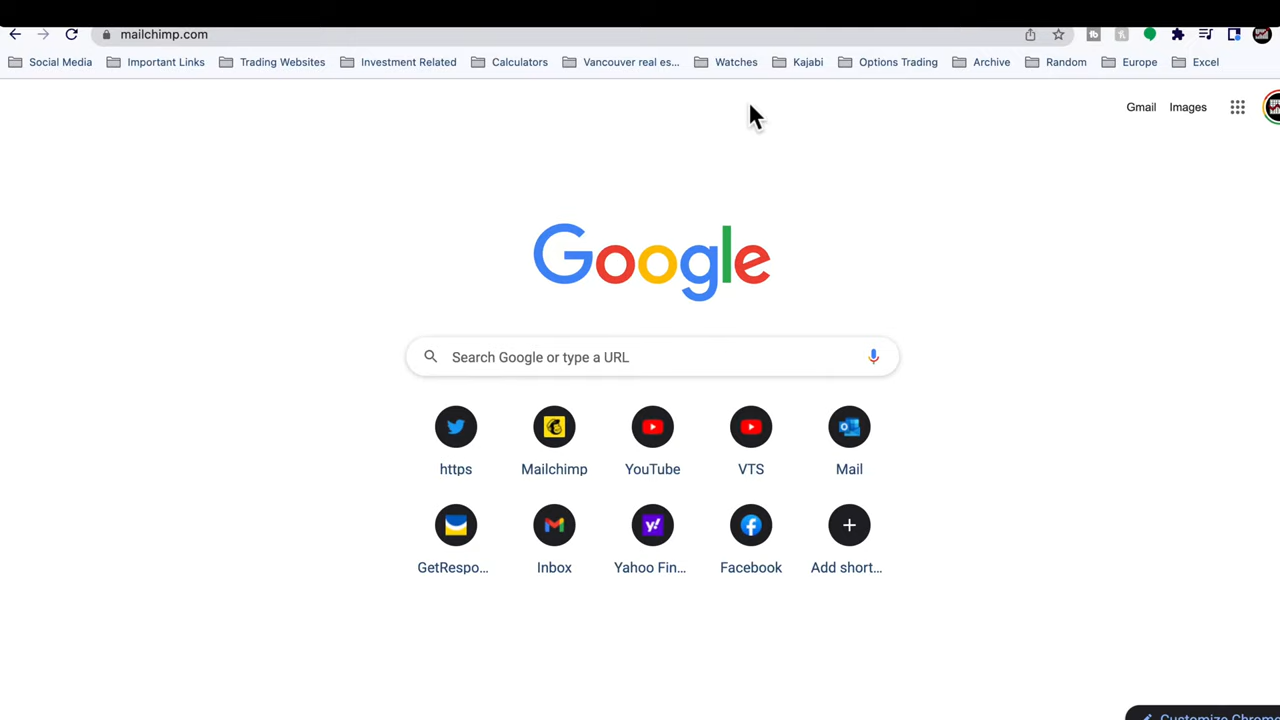 mailchimp.com
Social Media Important Links Trading Websites Investment Related Calculators Vancouver real es... Watches Kajabi Options Trading Archive Random Europe Excel
Gmail Images
Google
Search Google or type a URL
https Mailchimp YouTube VTS Mail
GetRespo... Inbox Yahoo Fin... Facebook Add short...
Customize Chrome